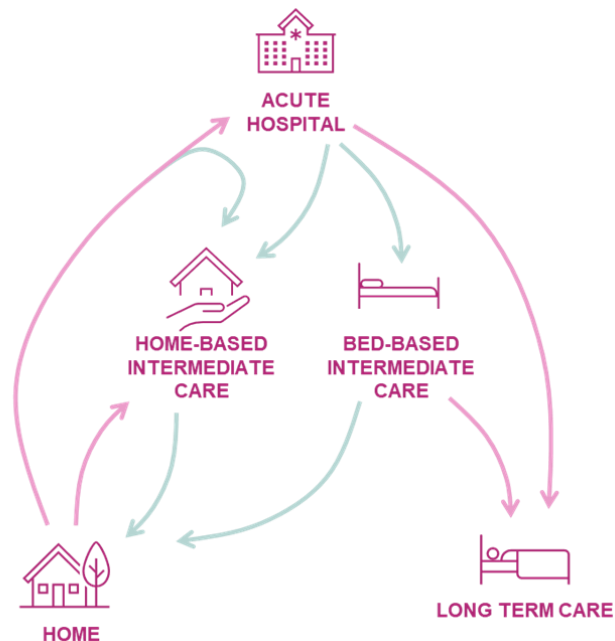 ACUTE
HOSPITAL
HOME-BASED
INTERMEDIATE
CARE
BED-BASED
INTERMEDIATE
CARE
HOME
LONG TERM CARE